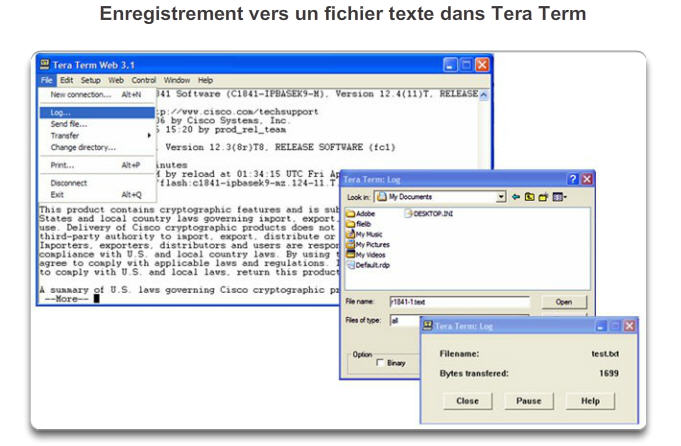 Enregistrement vers un fichier texte dans Tera Term
Tera Term Web 3.1
File Edit Setup Web Control Window Help
New connection... Alt+N
Log...
Send file...
Transfer
Change directory...
Print... Alt+P
Disconnect
Exit Alt+Q
841 Software (C1841-IPBASEK9-M), Version 12.4(11)T, RELEASE
tp://www.cisco.com/techsupport
06 by Cisco Systems, Inc.
6 15:20 by prod_rel_team
, Version 12.3(8r)T8, RELEASE SOFTWARE (fc1)
inutes
M by reload at 01:34:15 UTC Fri Ap
"flash:c1841-ipbasek9-mz.124-11.T
This product contains cryptographic features and is sub
States and local country laws governing import, export,
use. Delivery of Cisco cryptographic products does not
third-party authority to import, export, distribute or
Importers, exporters, distributors and users are respon
compliance with U.S. and local country laws. By using t
agree to comply with applicable laws and regulations. I
to comply with U.S. and local laws, return this product
A summary of U.S. laws governing Cisco cryptographic pr
--More--
Tera Term: Log
Look in: My Documents
Adobe
filelib
My Music
My Pictures
My Videos
Default.rdp
DESKTOP.INI
File name: r1841-1.text Open
Files of type: all
Option
Binary
Tera Term: Log
Filename: test.txt
Bytes transfered: 1699
Close Pause Help